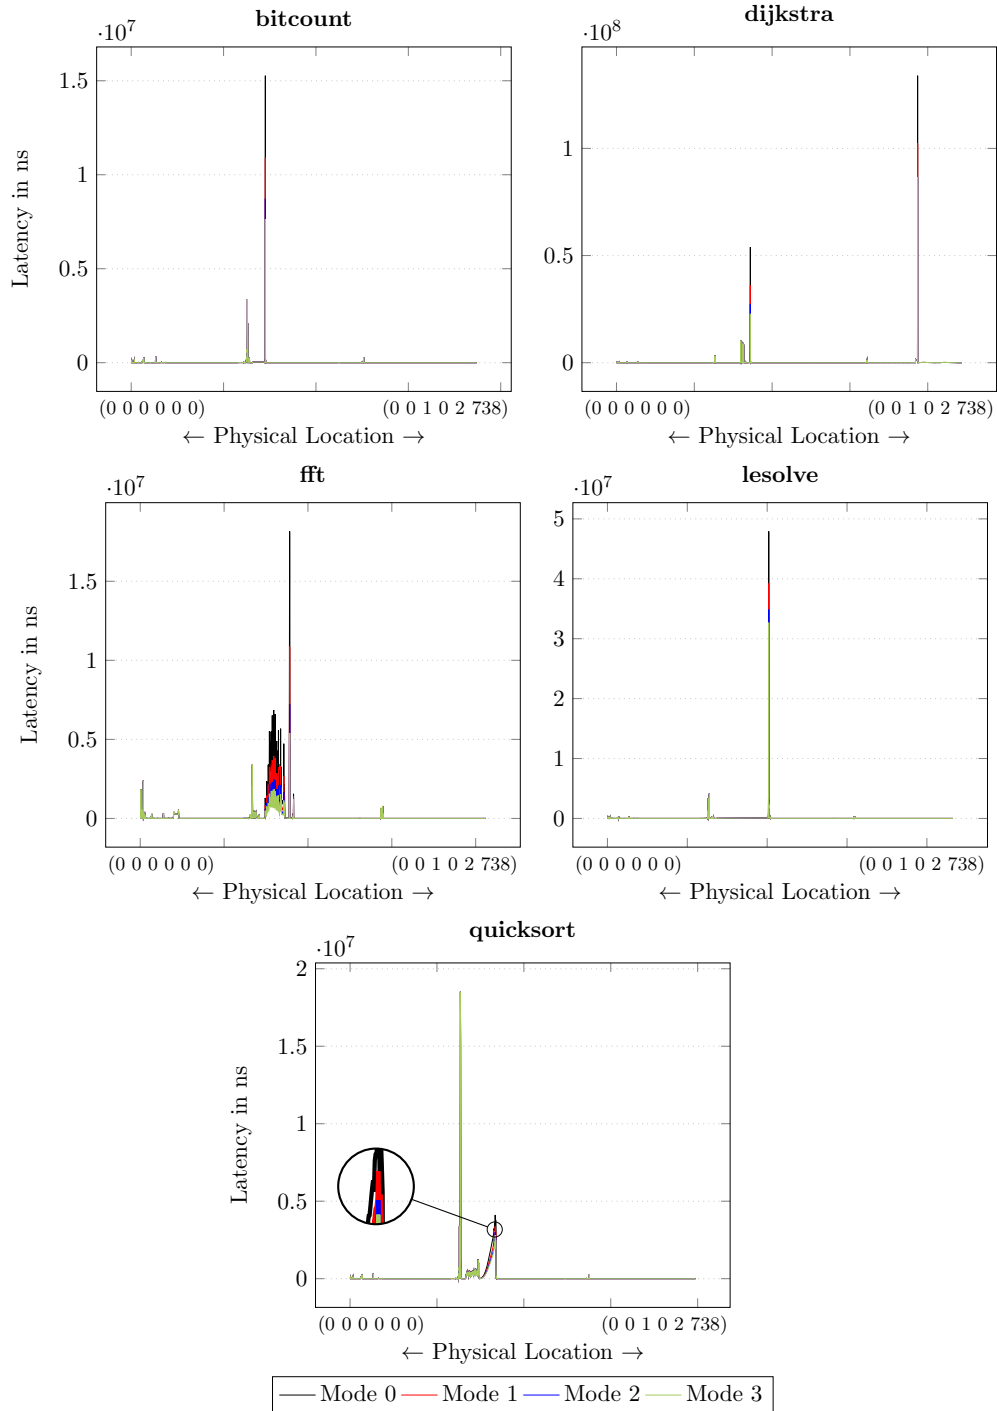 bitcount
·10^7
1.5
1
0.5
0
Latency in ns
(0 0 0 0 0 0)
(0 0 1 0 2 738)
← Physical Location →
dijkstra
·10^8
1
0.5
0
(0 0 0 0 0 0)
(0 0 1 0 2 738)
← Physical Location →
fft
·10^7
1.5
1
0.5
0
Latency in ns
(0 0 0 0 0 0)
(0 0 1 0 2 738)
← Physical Location →
lesolve
·10^7
5
4
3
2
1
0
(0 0 0 0 0 0)
(0 0 1 0 2 738)
← Physical Location →
quicksort
·10^7
2
1.5
1
0.5
0
Latency in ns
(0 0 0 0 0 0)
(0 0 1 0 2 738)
← Physical Location →
Mode 0 Mode 1 Mode 2 Mode 3